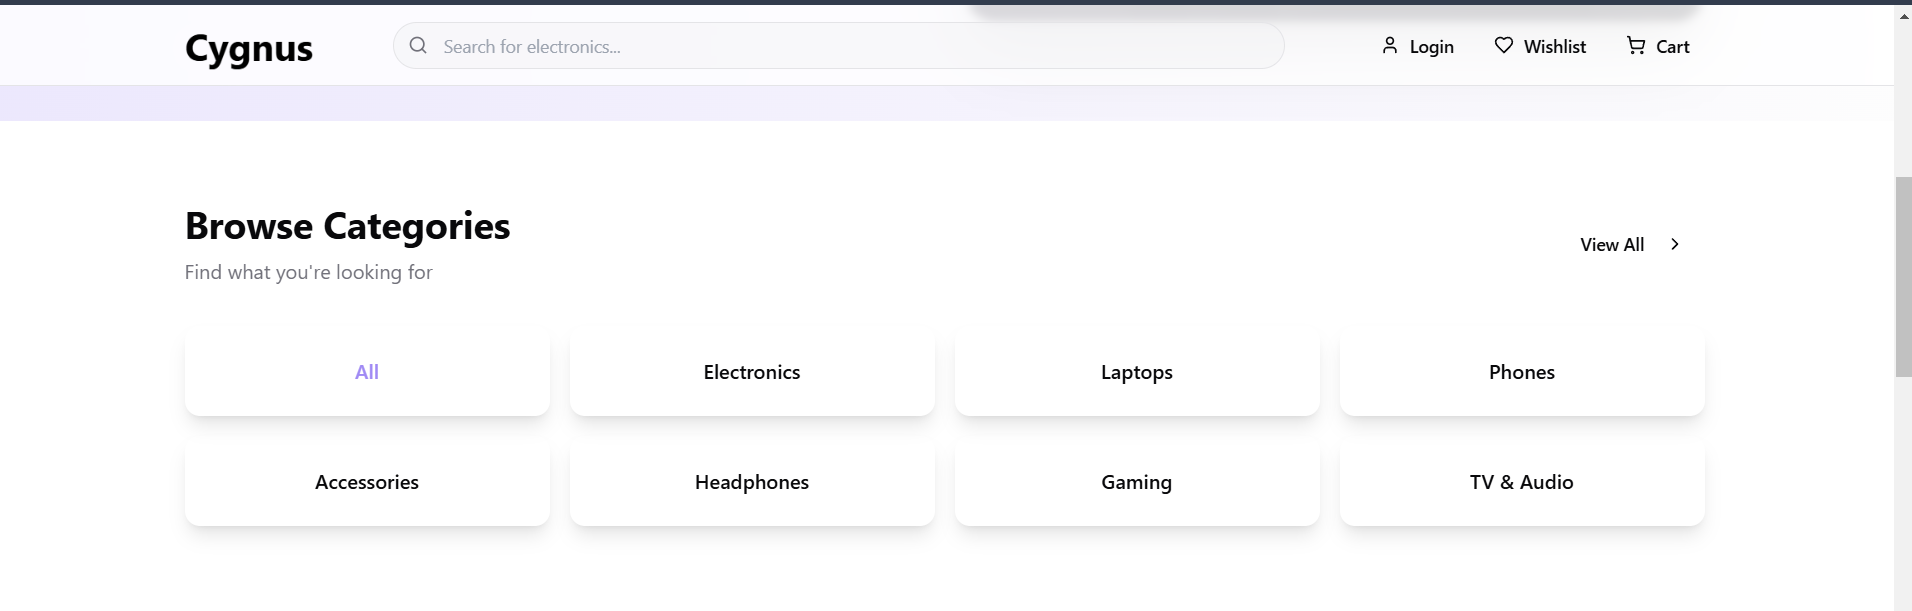 Cygnus
Search for electronics...
Login
Wishlist
Cart
Browse Categories
Find what you're looking for
View All
All
Electronics
Laptops
Phones
Accessories
Headphones
Gaming
TV & Audio